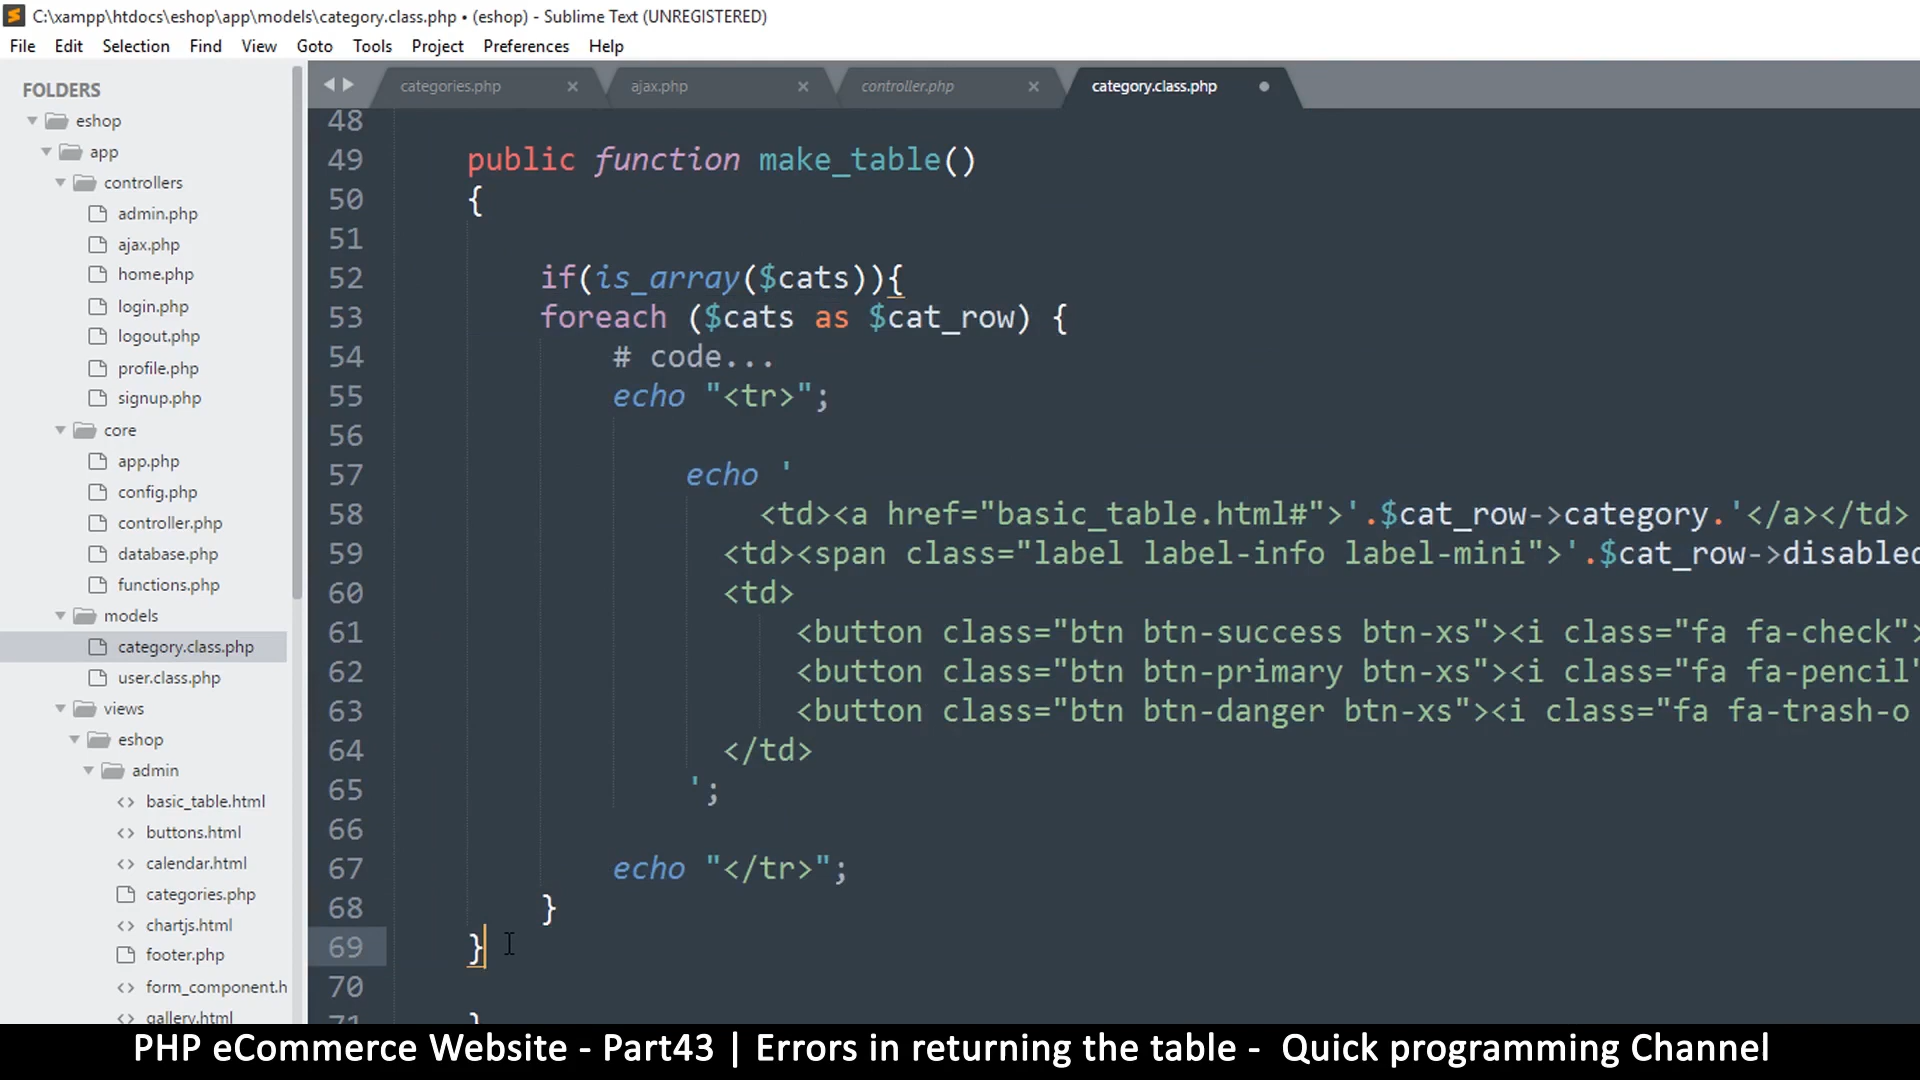 C:\xampp\htdocs\eshop\app\models\category.class.php • (eshop) - Sublime Text (UNREGISTERED)
File Edit Selection Find View Goto Tools Project Preferences Help
FOLDERS
eshop
app
controllers
admin.php
ajax.php
home.php
login.php
logout.php
profile.php
signup.php
core
app.php
config.php
controller.php
database.php
functions.php
models
category.class.php
user.class.php
views
eshop
admin
basic_table.html
buttons.html
calendar.html
categories.php
chartjs.html
footer.php
form_component.h
gallery.html
categories.php ajax.php controller.php category.class.php
48
49 public function make_table()
50 {
51
52 if(is_array($cats)){
53 foreach ($cats as $cat_row) {
54 # code...
55 echo "<tr>";
56
57 echo '
58 <td><a href="basic_table.html#">'.$cat_row->category.'</a></td>
59 <td><span class="label label-info label-mini">'.$cat_row->disabled
60 <td>
61 <button class="btn btn-success btn-xs"><i class="fa fa-check">
62 <button class="btn btn-primary btn-xs"><i class="fa fa-pencil"
63 <button class="btn btn-danger btn-xs"><i class="fa fa-trash-o
64 </td>
65 ';
66
67 echo "</tr>";
68 }
69 }
70
71 }
PHP eCommerce Website - Part43 | Errors in returning the table - Quick programming Channel